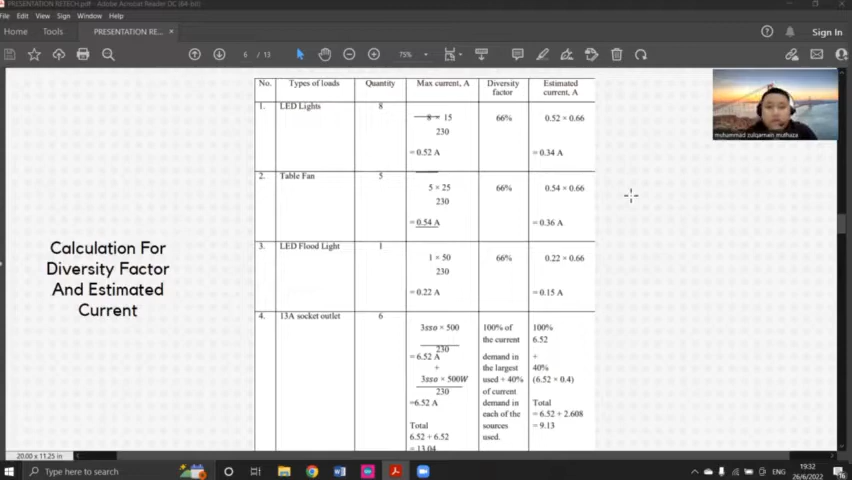 PRESENTATION RETECH.pdf - Adobe Acrobat Reader DC (64-bit)
File Edit View Sign Window Help
Home Tools PRESENTATION RE... × Sign In
6 / 13 75%
No. Types of loads Quantity Max current, A Diversity factor Estimated current, A
1. LED Lights 8 8 × 15 66% 0.52 × 0.66
230
= 0.52 A = 0.34 A
2. Table Fan 5 5 × 25 66% 0.54 × 0.66
230
= 0.54 A = 0.36 A
3. LED Flood Light 1 1 × 50 66% 0.22 × 0.66
230
= 0.22 A = 0.15 A
4. 13A socket outlet 6 3sso × 500 100% of 100%
the current 6.52
230
= 6.52 A demand in +
+ the largest 40%
3sso × 500W used + 40% (6.52 × 0.4)
230 of current
=6.52 A demand in Total
each of the = 6.52 + 2.608
Total sources = 9.13
6.52 + 6.52 used.
= 13.04
Calculation For
Diversity Factor
And Estimated
Current
muhammad zulqarnain muthaza
20.00 x 11.25 in
Type here to search
ENG
19:32
26/6/2022